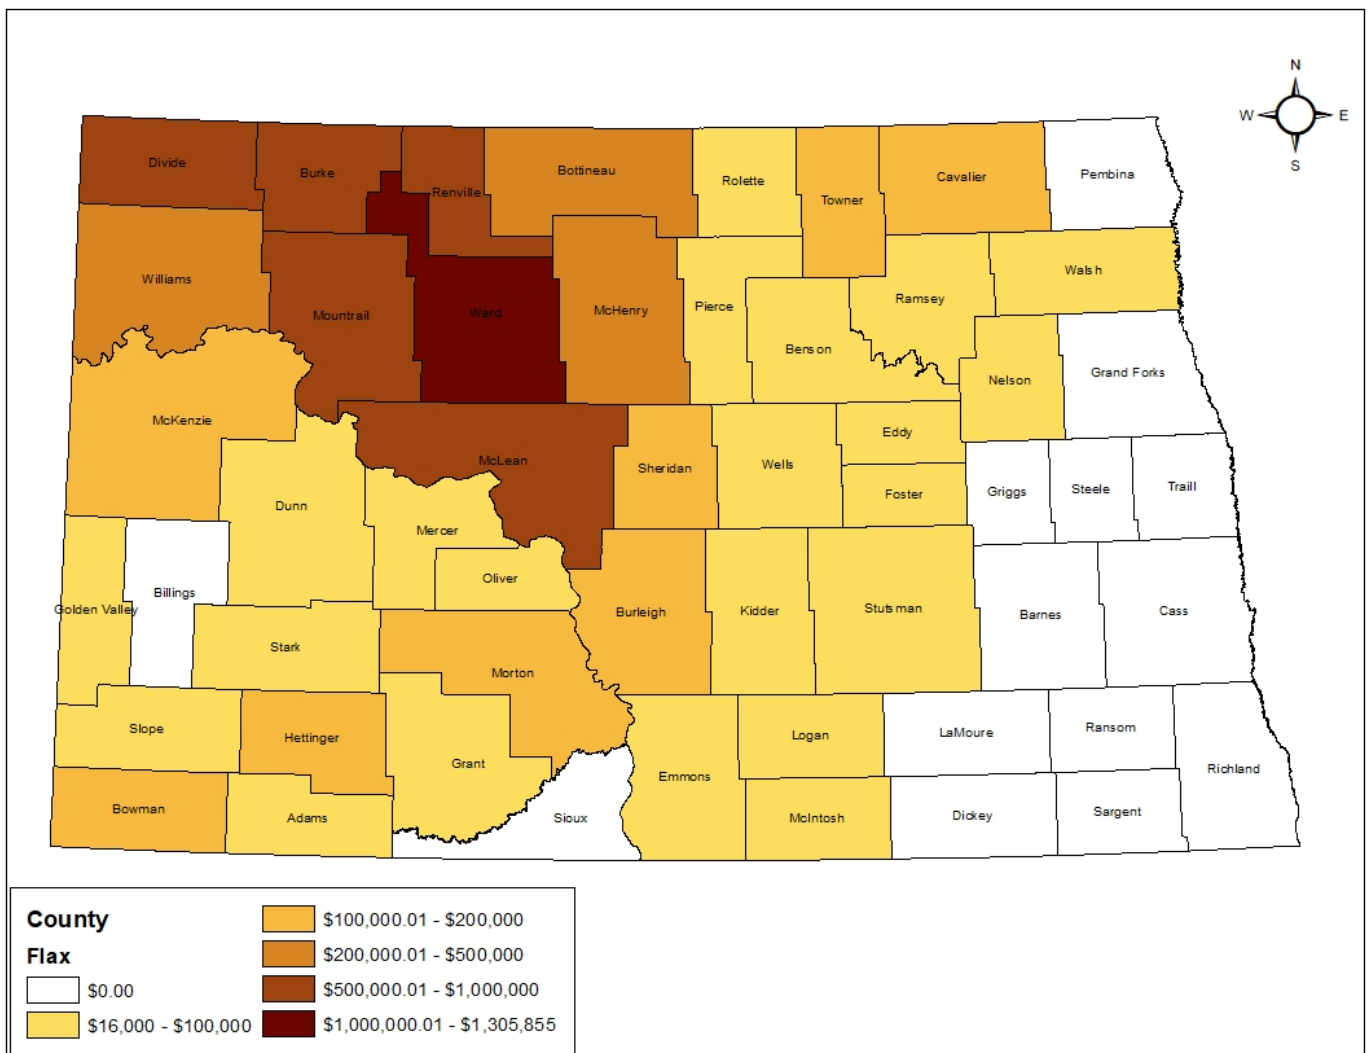 N
W E
S
Divide
Burke
Renville
Bottineau
Rolette
Towner
Cavalier
Pembina
Williams
Mountrail
Ward
McHenry
Pierce
Benson
Ramsey
Walsh
Nelson
Grand Forks
McKenzie
McLean
Sheridan
Wells
Eddy
Foster
Griggs
Steele
Traill
Dunn
Mercer
Oliver
Golden Valley
Billings
Stark
Morton
Burleigh
Kidder
Stutsman
Barnes
Cass
Slope
Hettinger
Grant
Emmons
Logan
LaMoure
Ransom
Richland
Bowman
Adams
Sioux
McIntosh
Dickey
Sargent
County
Flax
$0.00
$16,000 - $100,000
$100,000.01 - $200,000
$200,000.01 - $500,000
$500,000.01 - $1,000,000
$1,000,000.01 - $1,305,855